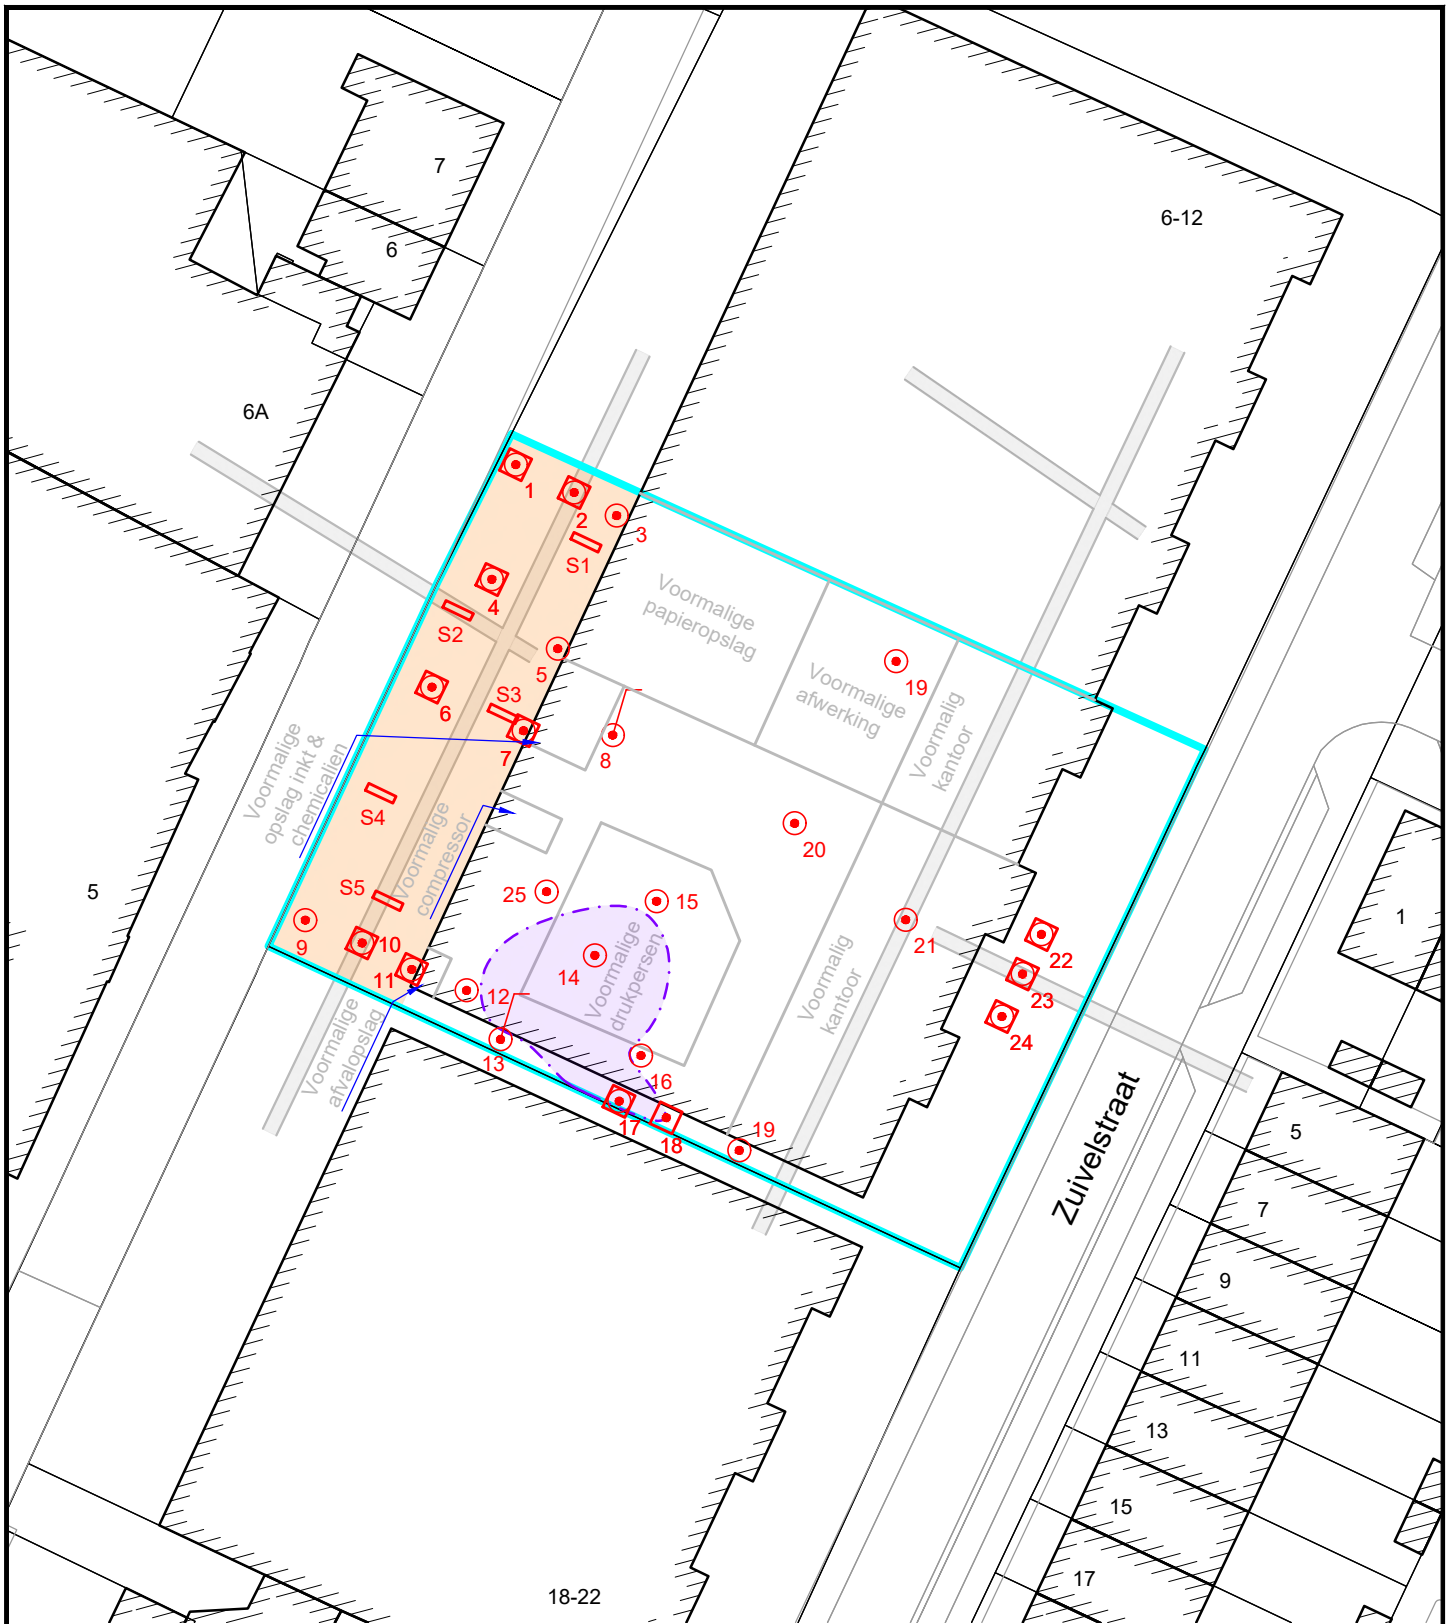 7
6
6-12
6A
1
2
3
S1
4
S2
5
6
S3
7
8
Voormalige
papieropslag
Voormalige
afwerking
19
Voormalig
kantoor
Voormalige
opslag inkt &
chemicalien
S4
Voormalige
compressor
20
5
S5
25
15
9
10
11
12
14
Voormalige
drukpersen
21
Voormalig
kantoor
22
23
24
1
Voormalige
afvalopslag
13
16
17
18
19
Zuivelstraat
5
7
9
11
13
15
17
18-22